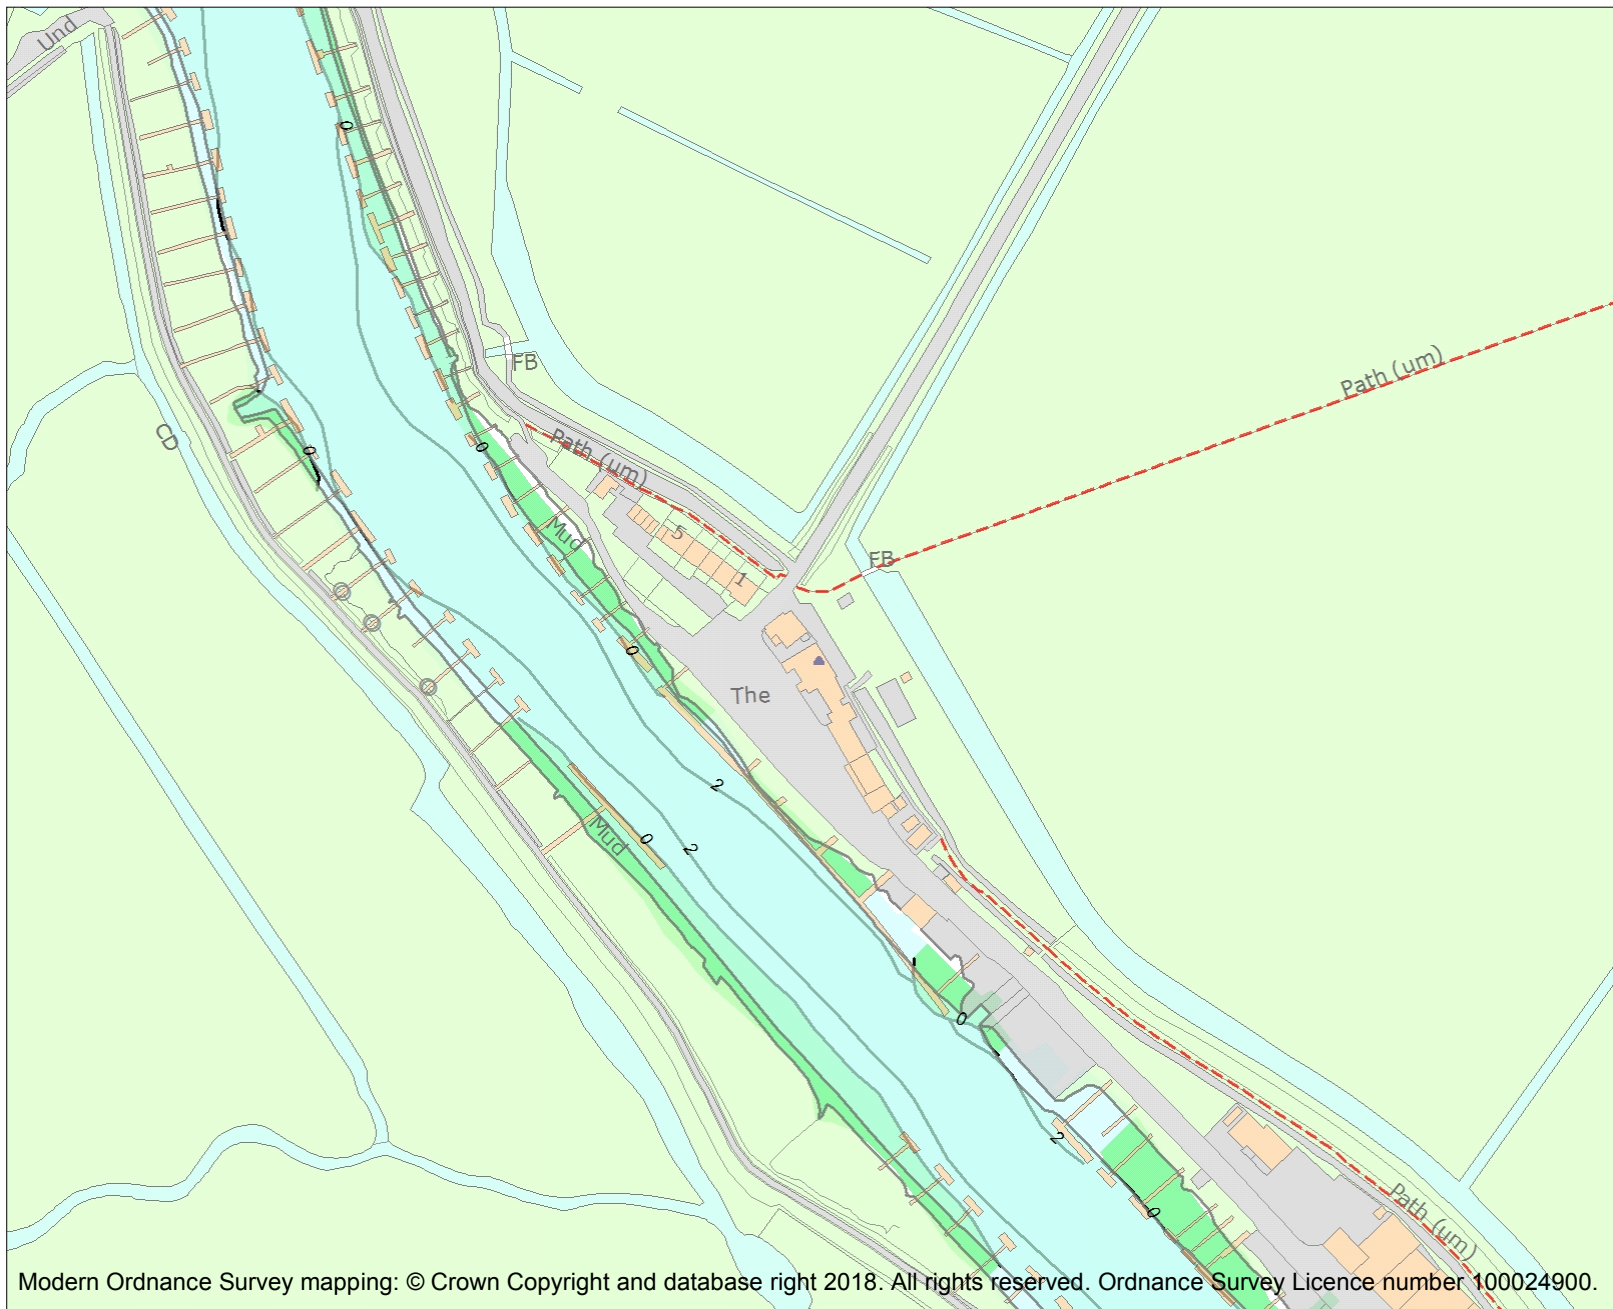 Und
0
FB
Path (um)
CD
0
0
Path (um)
5
Mud
FB
1
0
The
2
0
2
Mud
0
2
0
Path (um)
Modern Ordnance Survey mapping: © Crown Copyright and database right 2018. All rights reserved. Ordnance Survey Licence number 100024900.